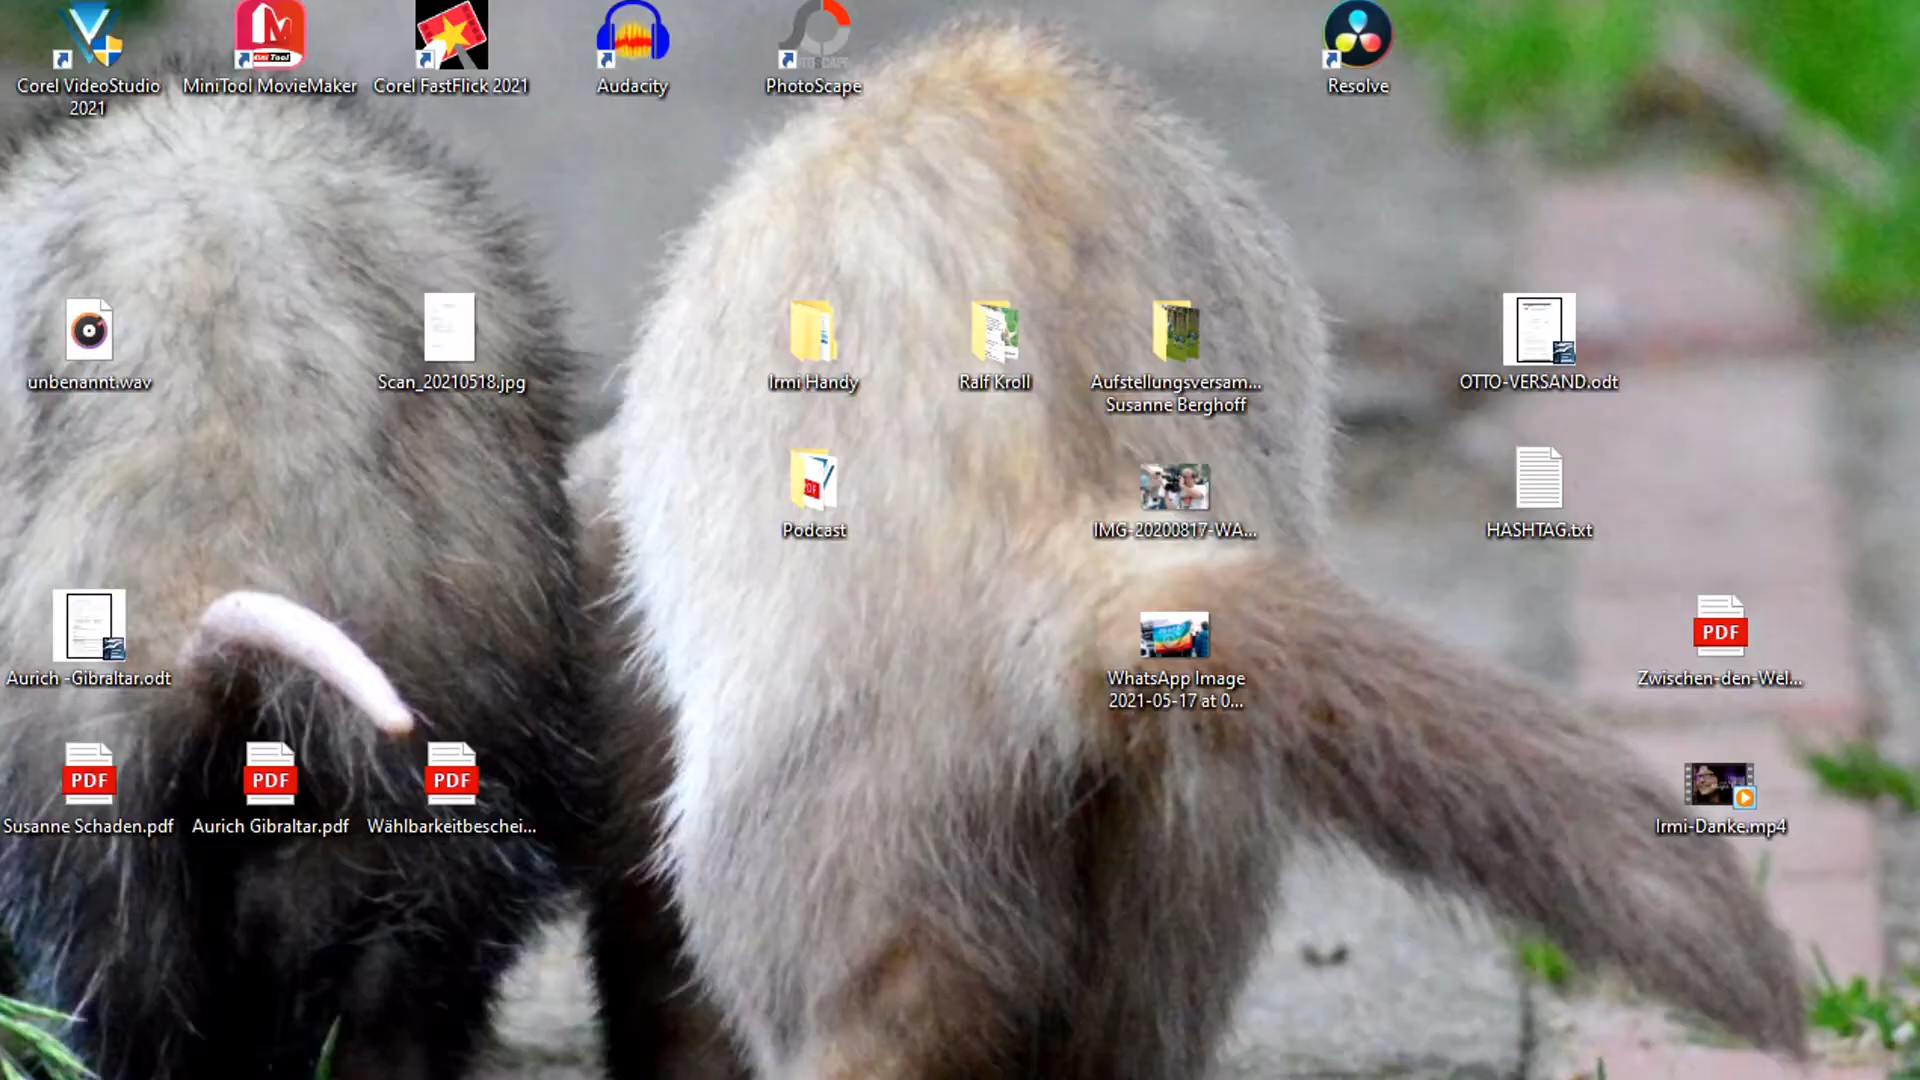 Corel VideoStudio
2021
MiniTool MovieMaker
Corel FastFlick 2021
Audacity
PhotoScape
Resolve
unbenannt.wav
Scan_20210518.jpg
Irmi Handy
Ralf Kroll
Aufstellungsversam...
Susanne Berghoff
OTTO-VERSAND.odt
Podcast
IMG-20200817-WA...
HASHTAG.txt
Aurich -Gibraltar.odt
WhatsApp Image
2021-05-17 at 0...
PDF
Zwischen-den-Wel...
PDF
Susanne Schaden.pdf
PDF
Aurich Gibraltar.pdf
PDF
Wählbarkeitbeschei...
Irmi-Danke.mp4